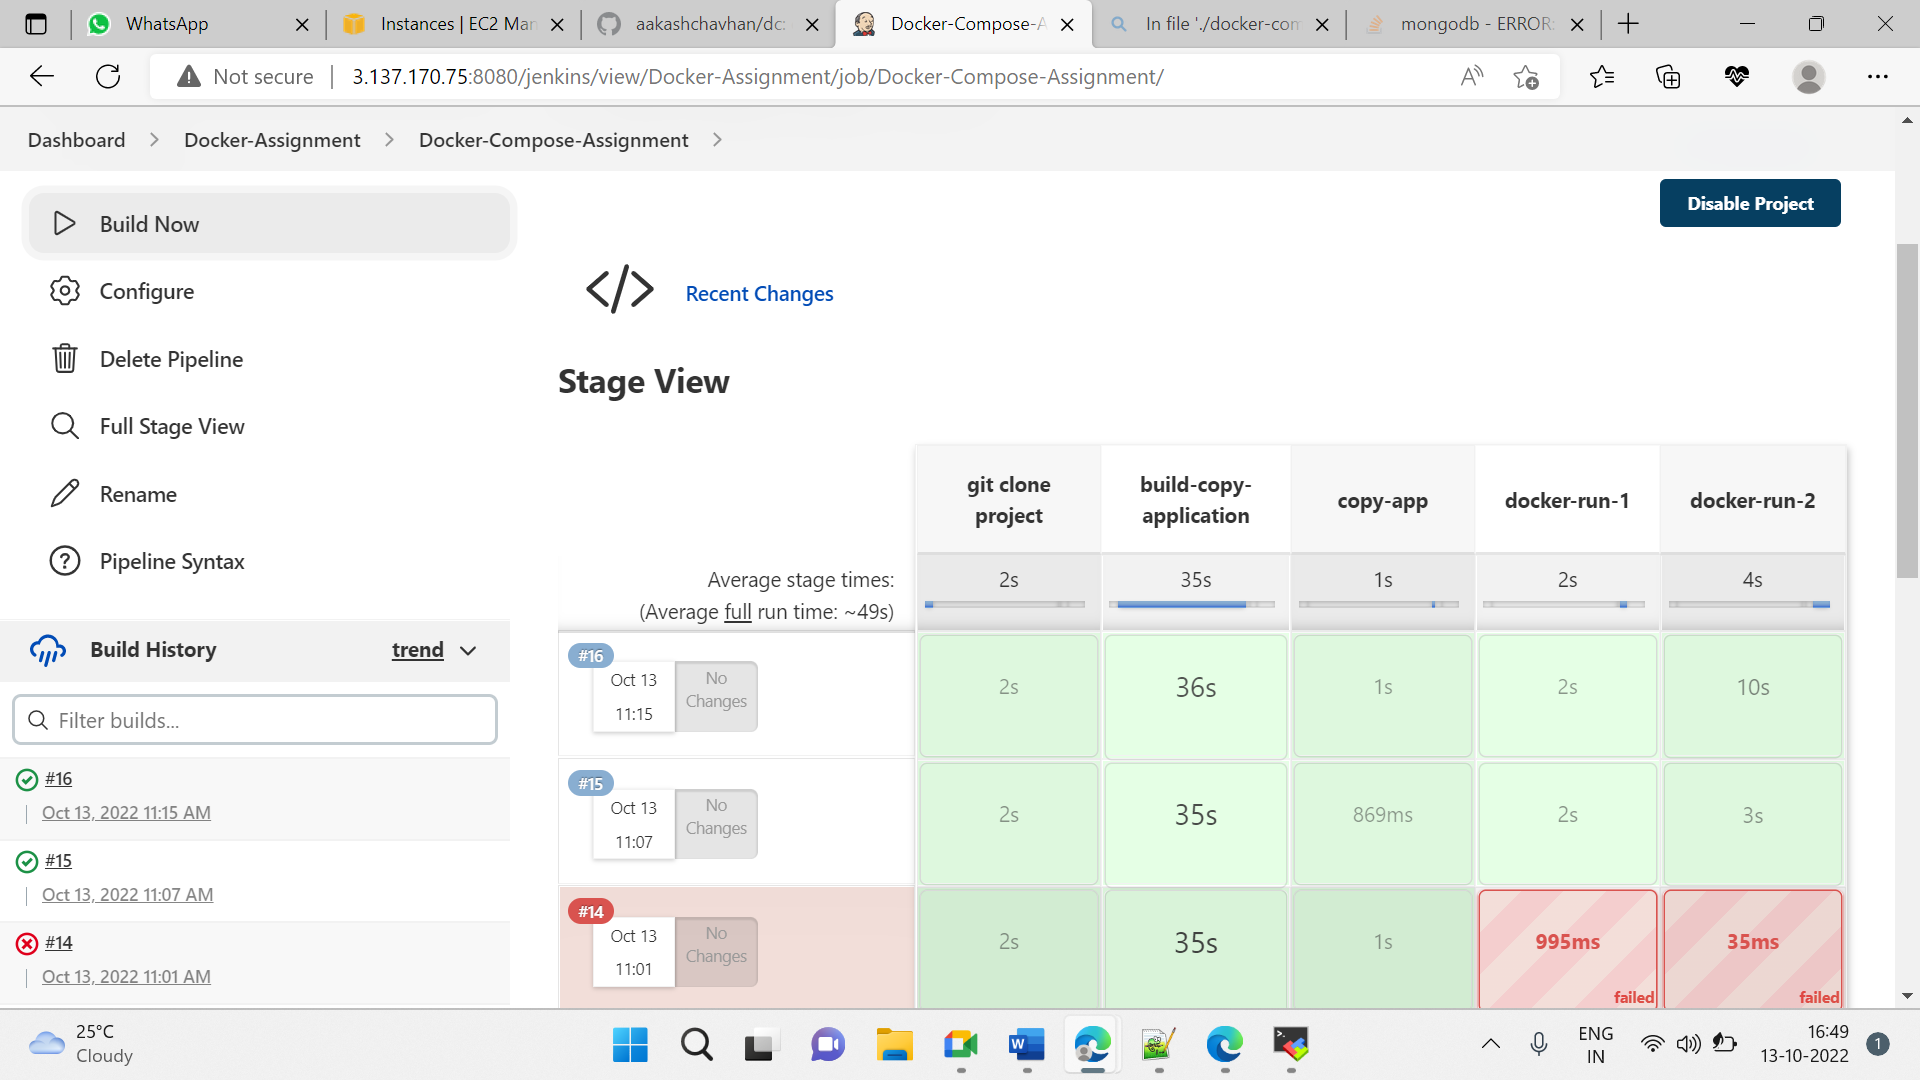 WhatsApp
Instances | EC2 Man
aakashchavhan/dc:
Docker-Compose-A
In file './docker-com
mongodb - ERROR:
Not secure
3.137.170.75:8080/jenkins/view/Docker-Assignment/job/Docker-Compose-Assignment/
Dashboard
Docker-Assignment
Docker-Compose-Assignment
Build Now
Configure
Delete Pipeline
Full Stage View
Rename
Pipeline Syntax
Build History
trend
Filter builds...
#16
Oct 13, 2022 11:15 AM
#15
Oct 13, 2022 11:07 AM
#14
Oct 13, 2022 11:01 AM
Disable Project
</>
Recent Changes
Stage View
git clone
project
build-copy-
application
copy-app
docker-run-1
docker-run-2
Average stage times:
(Average full run time: ~49s)
2s
35s
1s
2s
4s
#16
Oct 13
11:15
No
Changes
2s
36s
1s
2s
10s
#15
Oct 13
11:07
No
Changes
2s
35s
869ms
2s
3s
#14
Oct 13
11:01
No
Changes
2s
35s
1s
995ms
failed
35ms
failed
25°C
Cloudy
W
ENG
IN
16:49
13-10-2022
1